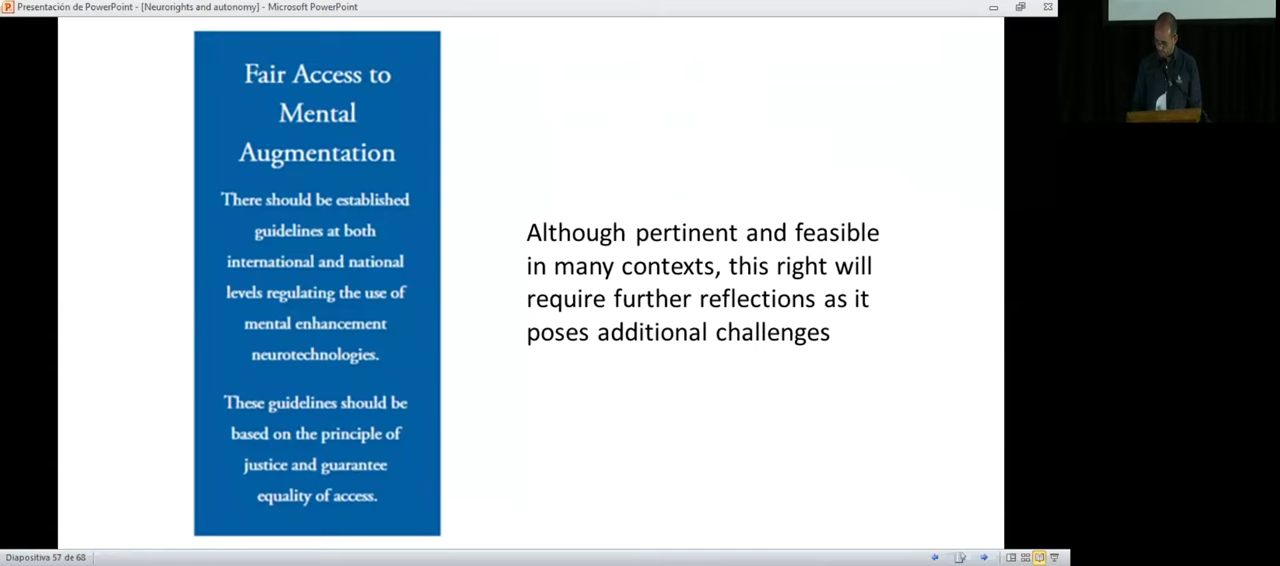 Presentación de PowerPoint - [Neurorights and autonomy] - Microsoft PowerPoint
Fair Access to
Mental
Augmentation
There should be established
guidelines at both
international and national
levels regulating the use of
mental enhancement
neurotechnologies.
These guidelines should be
based on the principle of
justice and guarantee
equality of access.
Although pertinent and feasible
in many contexts, this right will
require further reflections as it
poses additional challenges
Diapositiva 57 de 68